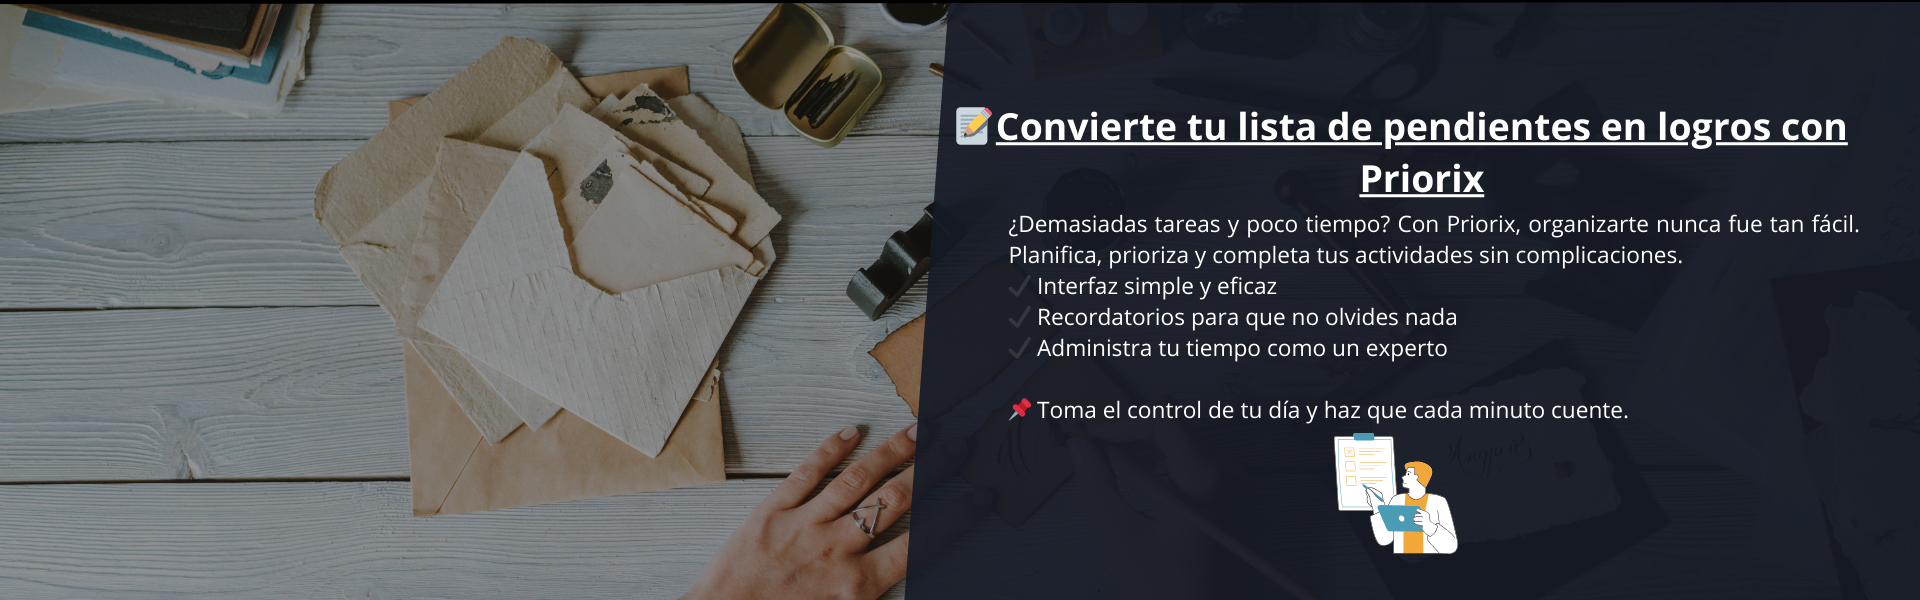 📝Convierte tu lista de pendientes en logros con
Priorix
¿Demasiadas tareas y poco tiempo? Con Priorix, organizarte nunca fue tan fácil.
Planifica, prioriza y completa tus actividades sin complicaciones.
✔ Interfaz simple y eficaz
✔ Recordatorios para que no olvides nada
✔ Administra tu tiempo como un experto
📌 Toma el control de tu día y haz que cada minuto cuente.